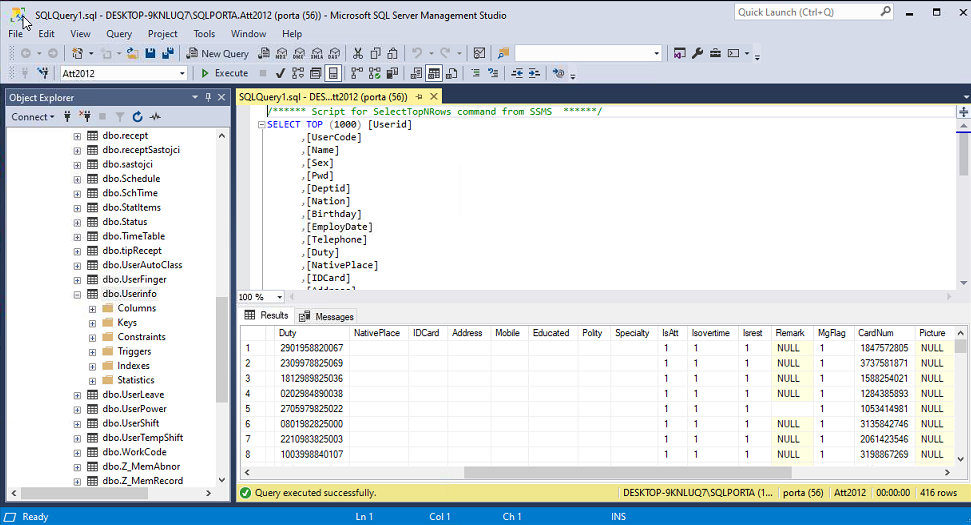 SQLQuery1.sql - DESKTOP-9KNLUQ7\SQLPORTA.Att2012 (porta (56)) - Microsoft SQL Server Management Studio
Quick Launch (Ctrl+Q)
File Edit View Query Project Tools Window Help
New Query MDX DMX XMLA DAX
Att2012 Execute
Object Explorer
Connect
dbo.recept
dbo.receptSastojci
dbo.sastojci
dbo.Schedule
dbo.SchTime
dbo.StatItems
dbo.Status
dbo.TimeTable
dbo.tipRecept
dbo.UserAutoClass
dbo.UserFinger
dbo.Userinfo
Columns
Keys
Constraints
Triggers
Indexes
Statistics
dbo.UserLeave
dbo.UserPower
dbo.UserShift
dbo.UserTempShift
dbo.WorkCode
dbo.Z_MemAbnor
dbo.Z_MemRecord
SQLQuery1.sql - DES...tt2012 (porta (56))
/****** Script for SelectTopNRows command from SSMS ******/
SELECT TOP (1000) [Userid]
,[UserCode]
,[Name]
,[Sex]
,[Pwd]
,[Deptid]
,[Nation]
,[Birthday]
,[EmployDate]
,[Telephone]
,[Duty]
,[NativePlace]
,[IDCard]
,[Address]
100 %
Results Messages
Duty NativePlace IDCard Address Mobile Educated Polity Specialty IsAtt Isovertime Isrest Remark MgFlag CardNum Picture
1 2901958820067 1 1 1 NULL 1 1847572805 NULL
2 2309978825069 1 1 1 NULL 1 3737581871 NULL
3 1812989825036 1 1 1 NULL 1 1588254021 NULL
4 0202984890038 1 1 1 NULL 1 1284385893 NULL
5 2705979825022 1 1 1 1 1053414981 NULL
6 0801982825000 1 1 1 NULL 1 3135842746 NULL
7 2210983825003 1 1 1 NULL 1 2061423546 NULL
8 1003998840107 1 1 1 NULL 1 3198867269 NULL
Query executed successfully. DESKTOP-9KNLUQ7\SQLPORTA (1... porta (56) Att2012 00:00:00 416 rows
Ready Ln 1 Col 1 Ch 1 INS